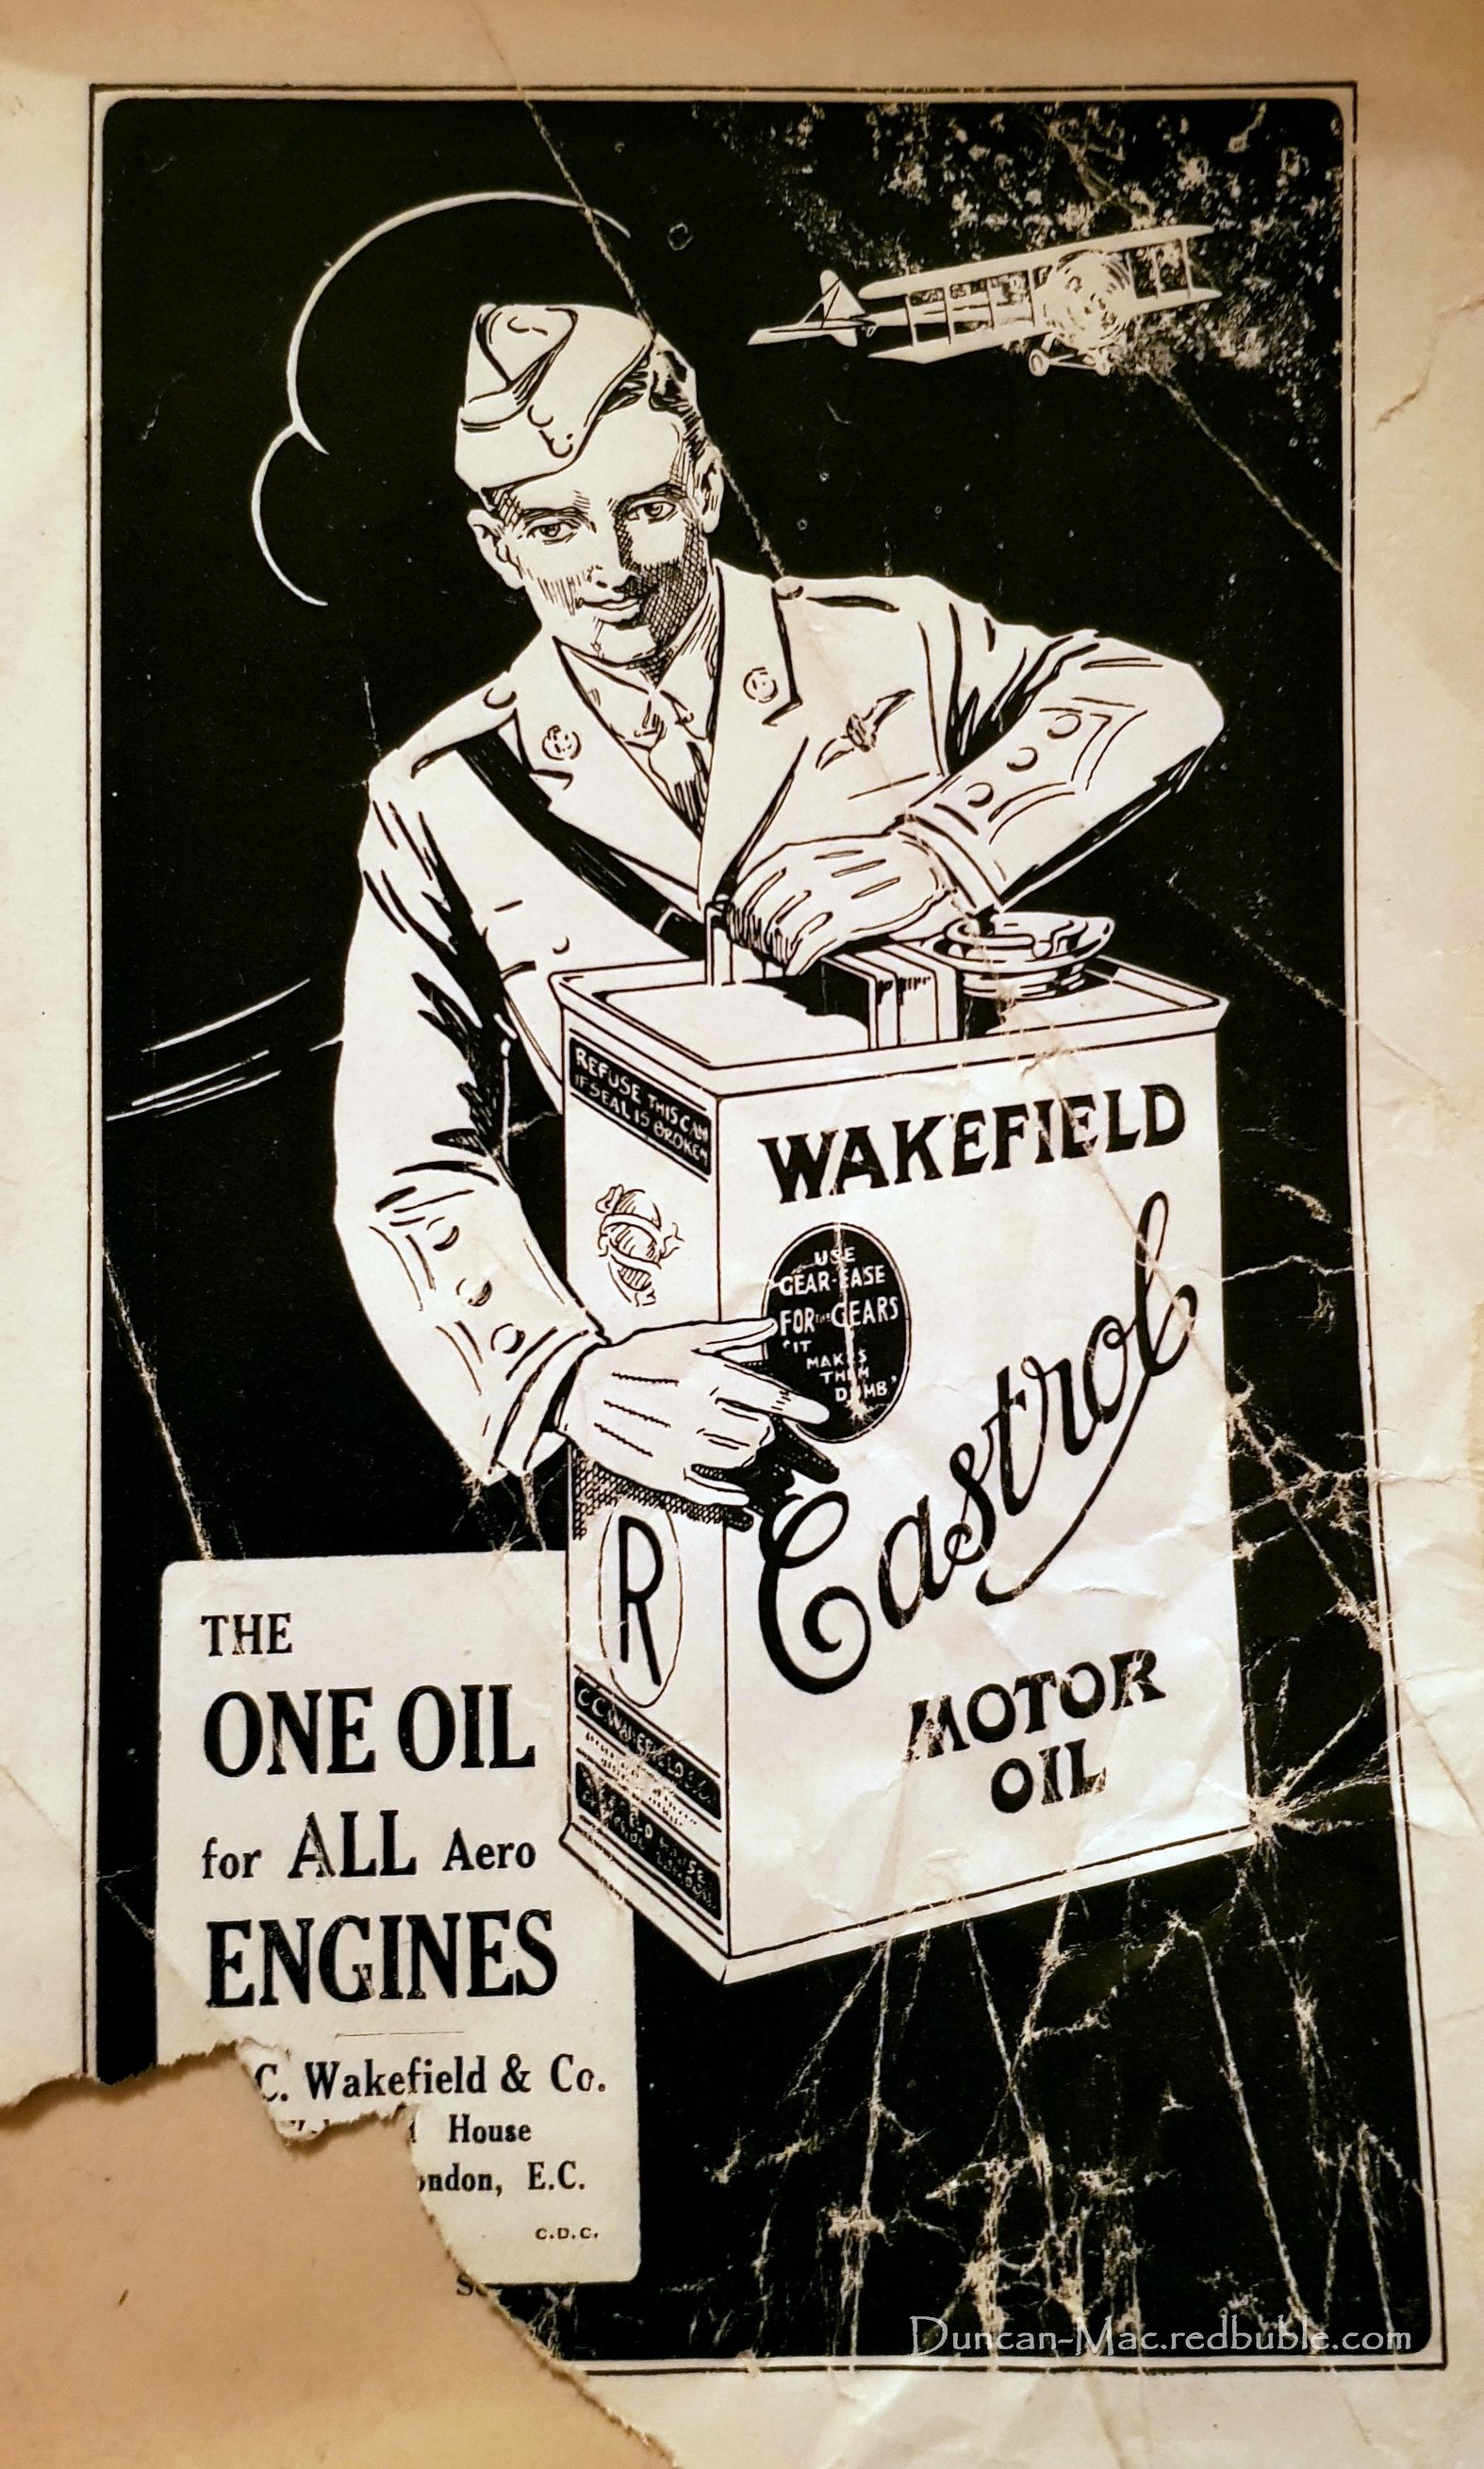 REFUSE THIS CAN
IF SEAL IS BROKEN
WAKEFIELD
USE
GEAR-EASE
FOR THE GEARS
"IT
MAKES
THEM
DUMB"
Castrol
MOTOR
OIL
R
THE
ONE OIL
for ALL Aero
ENGINES
C. Wakefield & Co.
House
ondon, E.C.
C.D.C.
Duncan-Mac.redbuble.com